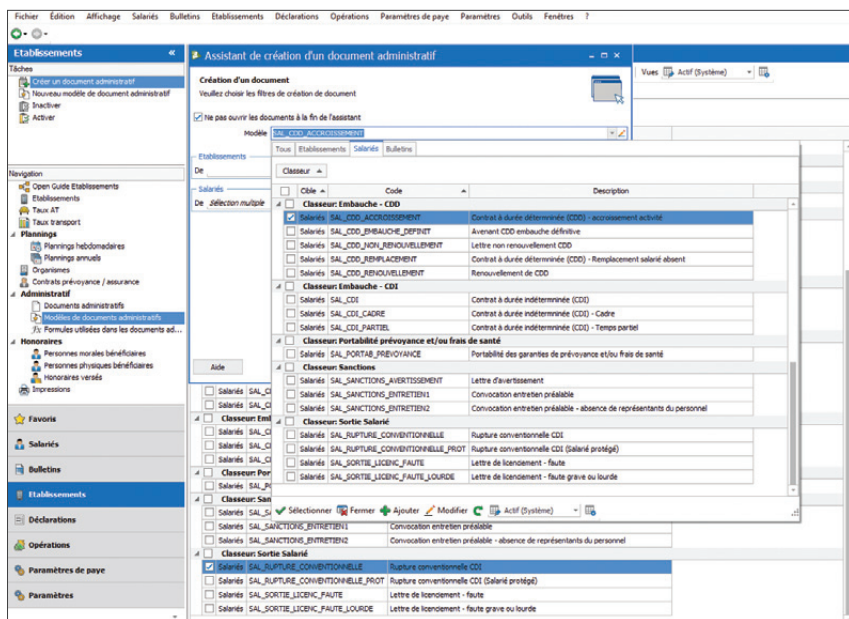 Fichier Édition Affichage Salariés Bulletins Etablissements Déclarations Opérations Paramètres de paye Paramètres Outils Fenêtres ?
Etablissements «
Tâches
Créer un document administratif
Nouveau modèle de document administratif
Inactiver
Activer
Navigation
Open Guide Etablissements
Etablissements
Taux AT
Taux transport
Plannings
Plannings hebdomadaires
Plannings annuels
Organismes
Contrats prévoyance / assurance
Administratif
Documents administratifs
Modèles de documents administratifs
Formules utilisées dans les documents ad...
Honoraires
Personnes morales bénéficiaires
Personnes physiques bénéficiaires
Honoraires versés
Impressions
Favoris
Salariés
Bulletins
Etablissements
Déclarations
Opérations
Paramètres de paye
Paramètres
Assistant de création d'un document administratif
Création d'un document
Veuillez choisir les filtres de création de document
Ne pas ouvrir les documents à la fin de l'assistant
Modèle SAL_CDD_ACCROISSEMENT
Etablissements
De
Salariés
De Sélection multiple
Aide
Vues Actif (Système)
Tous Etablissements Salariés Bulletins
Classeur
Cible Code Description
Classeur: Embauche - CDD
Salariés SAL_CDD_ACCROISSEMENT Contrat à durée déterminée (CDD) - accroissement activité
Salariés SAL_CDD_EMBAUCHE_DEFINIT Avenant CDD embauche définitive
Salariés SAL_CDD_NON_RENOUVELLEMENT Lettre non renouvellement CDD
Salariés SAL_CDD_REMPLACEMENT Contrat à durée déterminée (CDD) - Remplacement salarié absent
Salariés SAL_CDD_RENOUVELLEMENT Renouvellement de CDD
Classeur: Embauche - CDI
Salariés SAL_CDI Contrat à durée indéterminée (CDI)
Salariés SAL_CDI_CADRE Contrat à durée indéterminée (CDI) - Cadre
Salariés SAL_CDI_PARTIEL Contrat à durée indéterminée (CDI) - Temps partiel
Classeur: Portabilité prévoyance et/ou frais de santé
Salariés SAL_PORTAB_PREVOYANCE Portabilité des garanties de prévoyance et/ou frais de santé
Classeur: Sanctions
Salariés SAL_SANCTIONS_AVERTISSEMENT Lettre d'avertissement
Salariés SAL_SANCTIONS_ENTRETIEN1 Convocation entretien préalable
Salariés SAL_SANCTIONS_ENTRETIEN2 Convocation entretien préalable - absence de représentants du personnel
Classeur: Sortie Salarié
Salariés SAL_RUPTURE_CONVENTIONNELLE Rupture conventionnelle CDI
Salariés SAL_RUPTURE_CONVENTIONNELLE_PROT Rupture conventionnelle CDI (Salarié protégé)
Salariés SAL_SORTIE_LICENC_FAUTE Lettre de licenciement - faute
Salariés SAL_SORTIE_LICENC_FAUTE_LOURDE Lettre de licenciement - faute grave ou lourde
Sélectionner Fermer Ajouter Modifier Actif (Système)
Salariés
Salariés
Classeur:
Salariés
Salariés
Salariés
Classeur:
Salariés
Classeur:
Salariés
Salariés SAL_SANCTIONS_ENTRETIEN1 Convocation entretien préalable
Salariés SAL_SANCTIONS_ENTRETIEN2 Convocation entretien préalable - absence de représentants du personnel
Classeur: Sortie Salarié
Salariés SAL_RUPTURE_CONVENTIONNELLE Rupture conventionnelle CDI
Salariés SAL_RUPTURE_CONVENTIONNELLE_PROT Rupture conventionnelle CDI (Salarié protégé)
Salariés SAL_SORTIE_LICENC_FAUTE Lettre de licenciement - faute
Salariés SAL_SORTIE_LICENC_FAUTE_LOURDE Lettre de licenciement - faute grave ou lourde